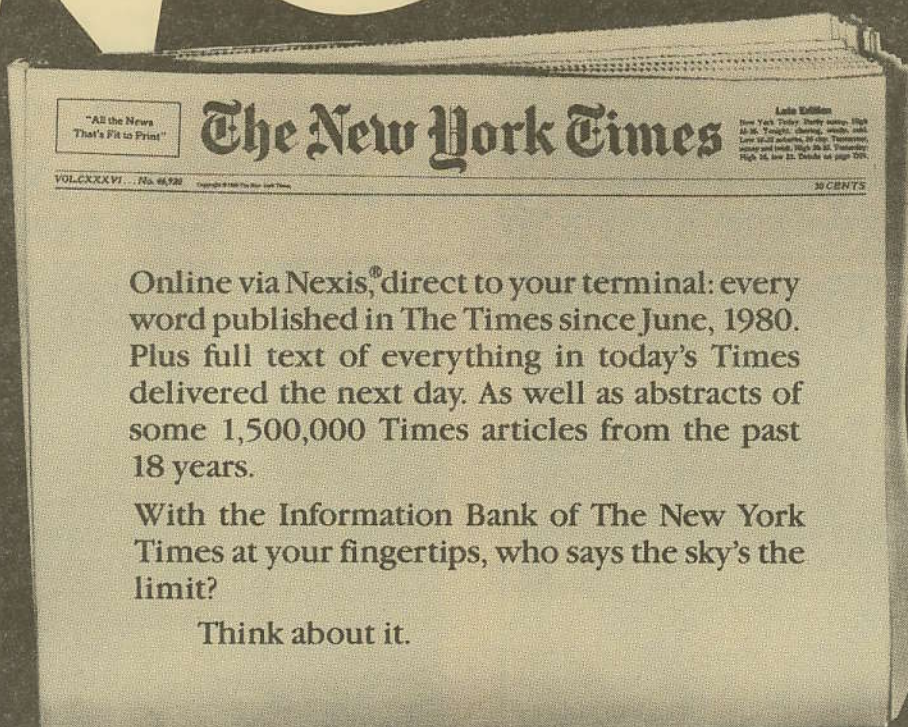 "All the News
That's Fit to Print"
The New York Times
Late Edition
VOL.CXXXVI . . . No. 46,920
30 CENTS
Online via Nexis,® direct to your terminal: every
word published in The Times since June, 1980.
Plus full text of everything in today's Times
delivered the next day. As well as abstracts of
some 1,500,000 Times articles from the past
18 years.
With the Information Bank of The New York
Times at your fingertips, who says the sky's the
limit?
Think about it.